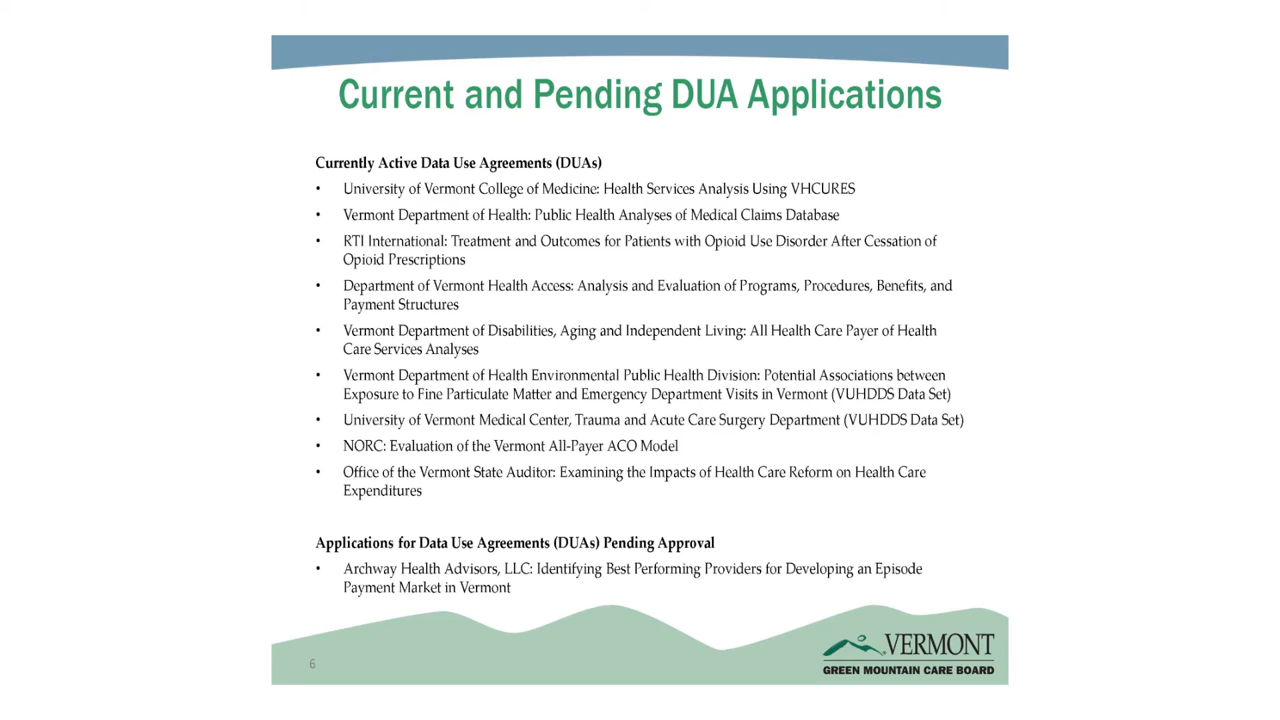 Current and Pending DUA Applications
Currently Active Data Use Agreements (DUAs)
• University of Vermont College of Medicine: Health Services Analysis Using VHCURES
• Vermont Department of Health: Public Health Analyses of Medical Claims Database
• RTI International: Treatment and Outcomes for Patients with Opioid Use Disorder After Cessation of
Opioid Prescriptions
• Department of Vermont Health Access: Analysis and Evaluation of Programs, Procedures, Benefits, and
Payment Structures
• Vermont Department of Disabilities, Aging and Independent Living: All Health Care Payer of Health
Care Services Analyses
• Vermont Department of Health Environmental Public Health Division: Potential Associations between
Exposure to Fine Particulate Matter and Emergency Department Visits in Vermont (VUHDDS Data Set)
• University of Vermont Medical Center, Trauma and Acute Care Surgery Department (VUHDDS Data Set)
• NORC: Evaluation of the Vermont All-Payer ACO Model
• Office of the Vermont State Auditor: Examining the Impacts of Health Care Reform on Health Care
Expenditures
Applications for Data Use Agreements (DUAs) Pending Approval
• Archway Health Advisors, LLC: Identifying Best Performing Providers for Developing an Episode
Payment Market in Vermont
6
VERMONT
GREEN MOUNTAIN CARE BOARD